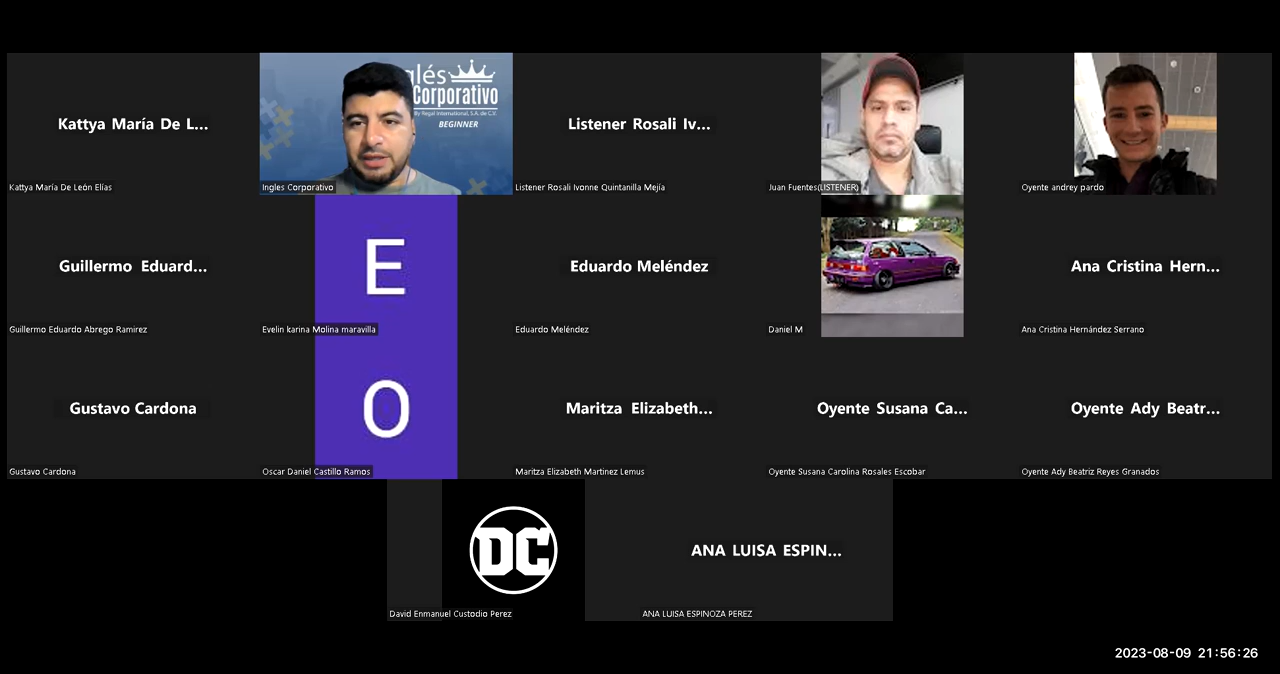 Kattya María De L...
Kattya María De León Elías
glés
Corporativo
By Regal International, S.A. de C.V.
BEGINNER
Ingles Corporativo
Listener Rosali Iv...
Listener Rosali Ivonne Quintanilla Mejía
Juan Fuentes(LISTENER)
Oyente andrey pardo
Guillermo Eduard...
Guillermo Eduardo Abrego Ramirez
E
Evelin karina Molina maravilla
Eduardo Meléndez
Eduardo Meléndez
Daniel M
Ana Cristina Hern...
Ana Cristina Hernández Serrano
Gustavo Cardona
Gustavo Cardona
O
Oscar Daniel Castillo Ramos
Maritza Elizabeth...
Maritza Elizabeth Martinez Lemus
Oyente Susana Ca...
Oyente Susana Carolina Rosales Escobar
Oyente Ady Beatr...
Oyente Ady Beatriz Reyes Granados
DC
David Enmanuel Custodio Perez
ANA LUISA ESPIN...
ANA LUISA ESPINOZA PEREZ
2023-08-09 21:56:26